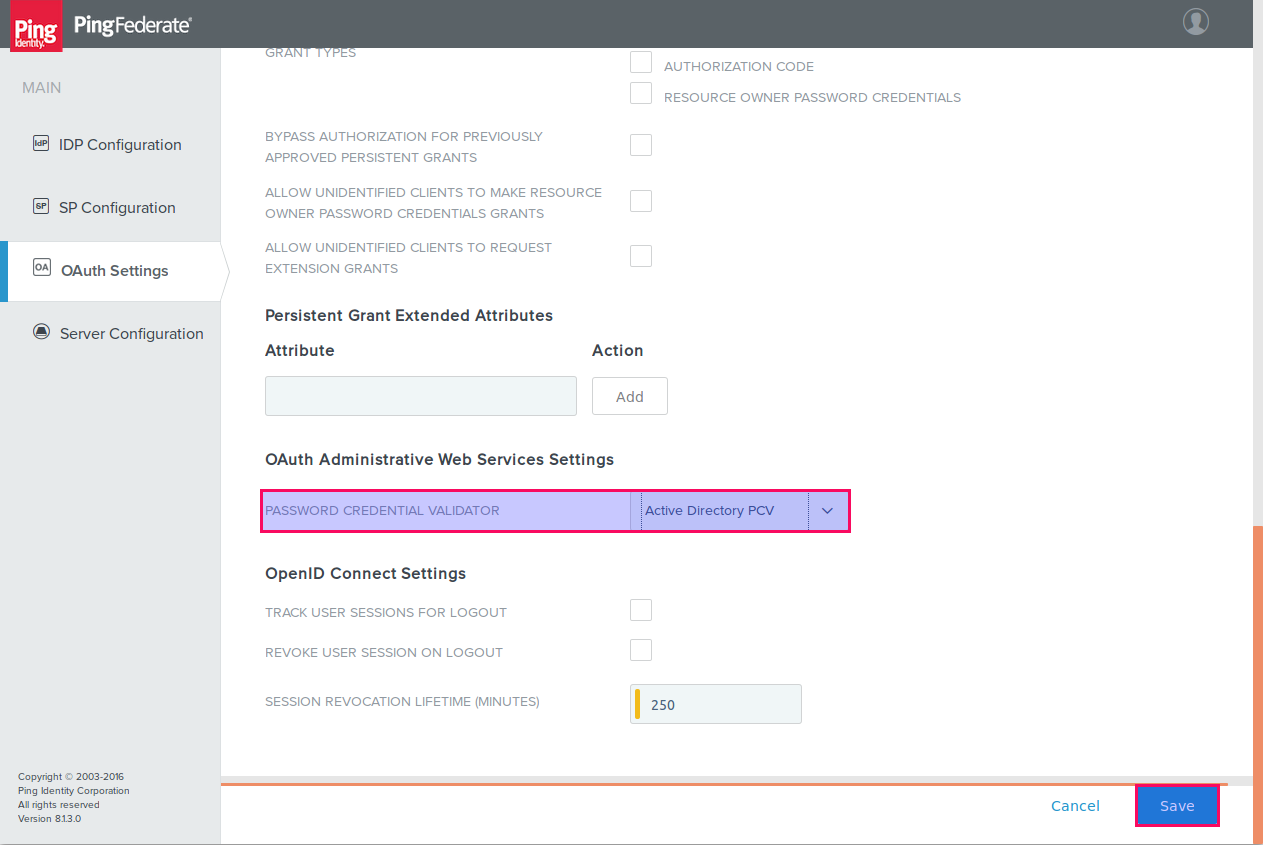 Ping
Identity.
PingFederate®
MAIN
IdP IDP Configuration
SP SP Configuration
OA OAuth Settings
Server Configuration
GRANT TYPES
AUTHORIZATION CODE
RESOURCE OWNER PASSWORD CREDENTIALS
BYPASS AUTHORIZATION FOR PREVIOUSLY
APPROVED PERSISTENT GRANTS
ALLOW UNIDENTIFIED CLIENTS TO MAKE RESOURCE
OWNER PASSWORD CREDENTIALS GRANTS
ALLOW UNIDENTIFIED CLIENTS TO REQUEST
EXTENSION GRANTS
Persistent Grant Extended Attributes
Attribute Action
Add
OAuth Administrative Web Services Settings
PASSWORD CREDENTIAL VALIDATOR Active Directory PCV
OpenID Connect Settings
TRACK USER SESSIONS FOR LOGOUT
REVOKE USER SESSION ON LOGOUT
SESSION REVOCATION LIFETIME (MINUTES) 250
Copyright © 2003-2016
Ping Identity Corporation
All rights reserved
Version 8.1.3.0
Cancel Save